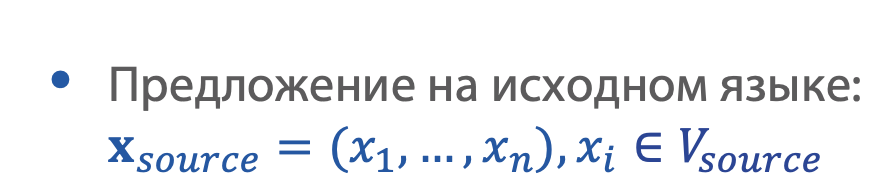 • Предложение на исходном языке:
𝐱_source = (x_1, … , x_n), x_i ∈ V_source